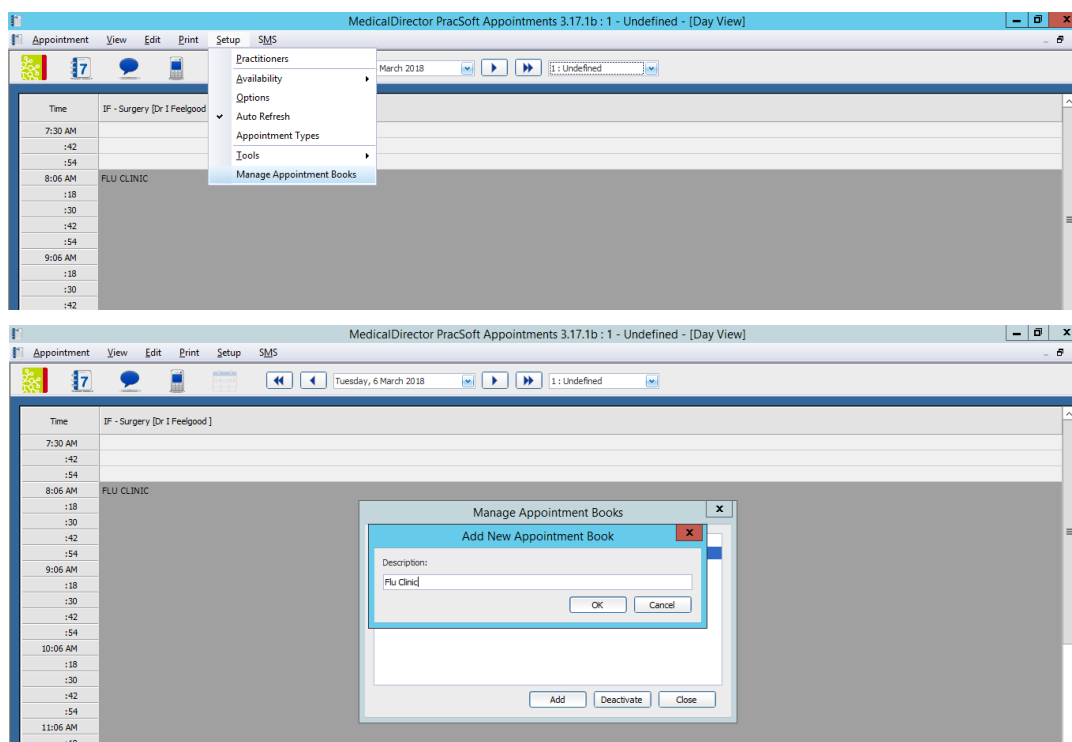 MedicalDirector PracSoft Appointments 3.17.1b : 1 - Undefined - [Day View]
Appointment View Edit Print Setup SMS
7
March 2018 1 : Undefined
Practitioners
Availability
Options
Auto Refresh
Appointment Types
Tools
Manage Appointment Books
Time IF - Surgery [Dr I Feelgood
7:30 AM
:42
:54
8:06 AM FLU CLINIC
:18
:30
:42
:54
9:06 AM
:18
:30
:42
MedicalDirector PracSoft Appointments 3.17.1b : 1 - Undefined - [Day View]
Appointment View Edit Print Setup SMS
7 Tuesday, 6 March 2018 1 : Undefined
Time IF - Surgery [Dr I Feelgood ]
7:30 AM
:42
:54
8:06 AM FLU CLINIC
:18
:30
:42
:54
9:06 AM
:18
:30
:42
:54
10:06 AM
:18
:30
:42
:54
11:06 AM
Manage Appointment Books
Add New Appointment Book
Description:
Flu Clinic
OK Cancel
Add Deactivate Close